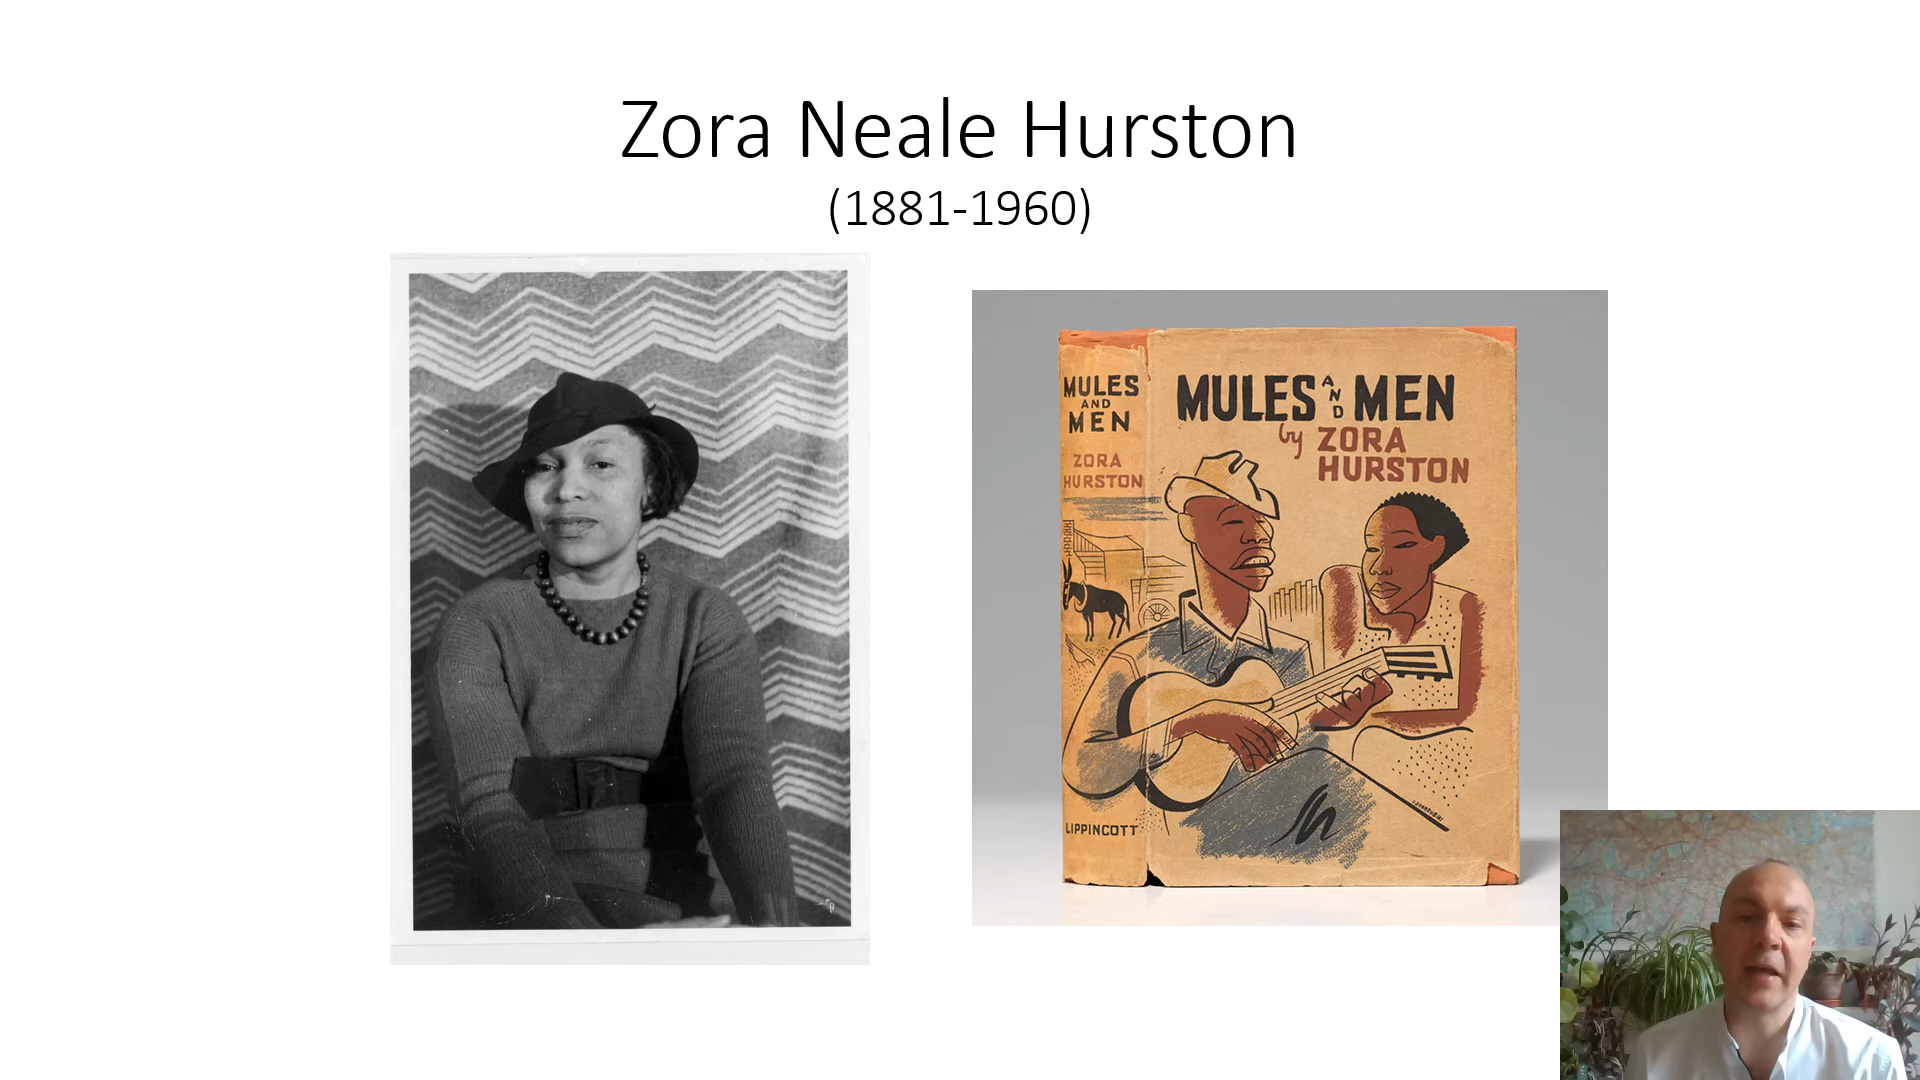 Zora Neale Hurston
(1881-1960)
MULES
AND
MEN
ZORA
HURSTON
LIPPINCOTT
MULES AND MEN
by ZORA
HURSTON